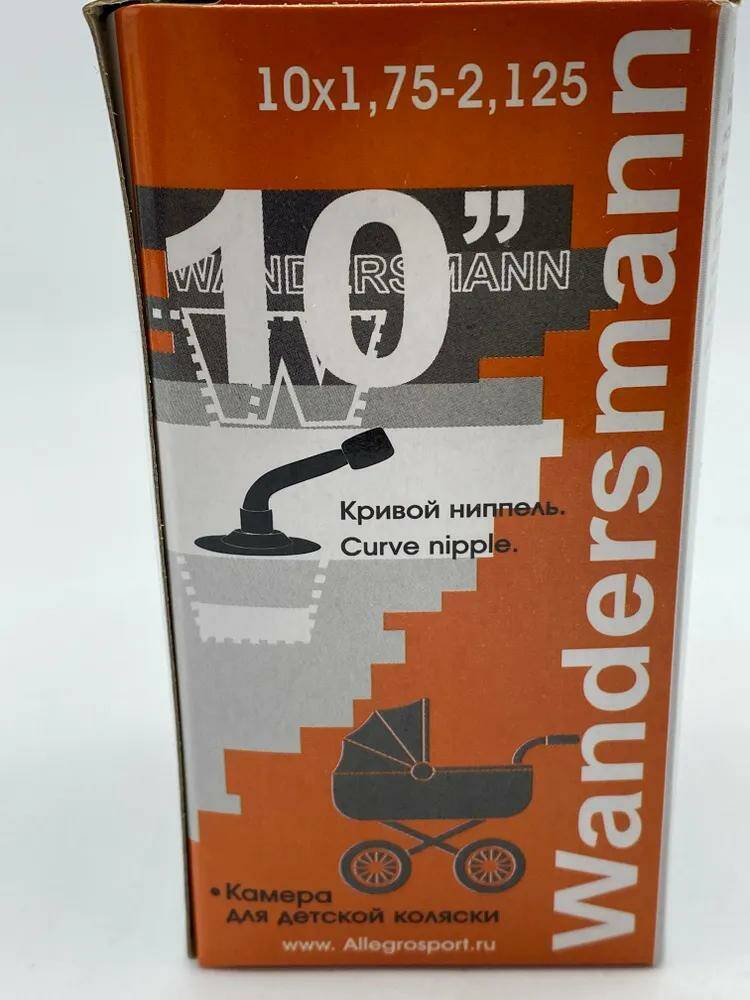 10x1,75-2,125
10”
WANDERSMANN
Кривой ниппель.
Curve nipple.
Wandersmann
•Камера
для детской коляски
www. Allegrosport.ru